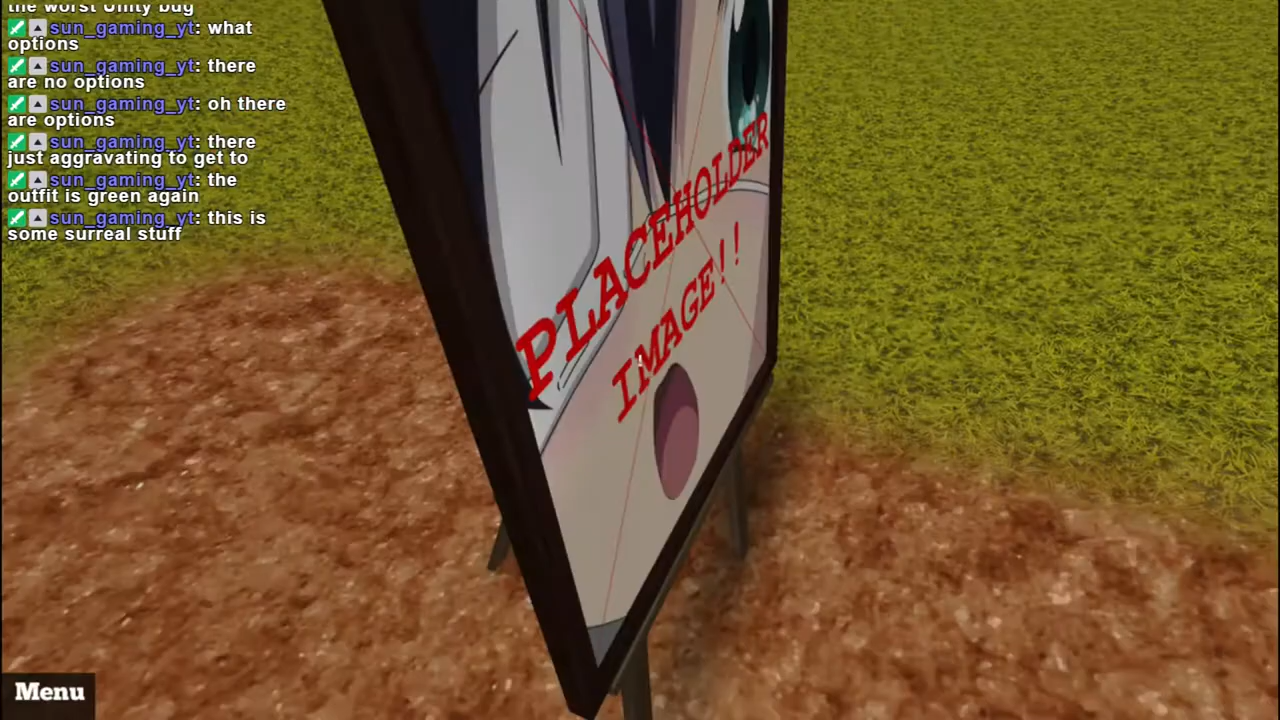 the worst Unity bug
sun_gaming_yt: what
options
sun_gaming_yt: there
are no options
sun_gaming_yt: oh there
are options
sun_gaming_yt: there
just aggravating to get to
sun_gaming_yt: the
outfit is green again
sun_gaming_yt: this is
some surreal stuff
PLACEHOLDER
IMAGE!!
Menu